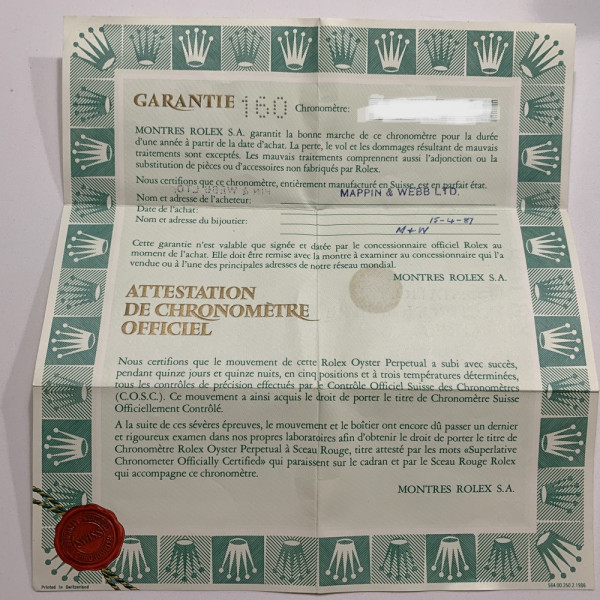 GARANTIE 160 Chronomètre:
MONTRES ROLEX S.A. garantit la bonne marche de ce chronomètre pour la durée
d'une année à partir de la date d'achat. La perte, le vol et les dommages résultant de mauvais
traitements sont exceptés. Les mauvais traitements comprennent aussi l'adjonction ou la
substitution de pièces ou d'accessoires non fabriqués par Rolex.
Nous certifions que ce chronomètre, entièrement manufacturé en Suisse, est en parfait état.
Nom et adresse de l'acheteur: MAPPIN & WEBB LTD.
Date de l'achat:
Nom et adresse du bijoutier: 15-4-87
M+W
Cette garantie n'est valable que signée et datée par le concessionnaire officiel Rolex au
moment de l'achat. Elle doit être remise avec la montre à examiner au concessionnaire qui l'a
vendue ou à l'une des principales adresses de notre réseau mondial.
MONTRES ROLEX S.A.
ATTESTATION
DE CHRONOMÈTRE
OFFICIEL
Nous certifions que le mouvement de cette Rolex Oyster Perpetual a subi avec succès,
pendant quinze jours et quinze nuits, en cinq positions et à trois températures déterminées,
tous les contrôles de précision effectués par le Contrôle Officiel Suisse des Chronomètres
(C.O.S.C.). Ce mouvement a ainsi acquis le droit de porter le titre de Chronomètre Suisse
Officiellement Contrôlé.
A la suite de ces sévères épreuves, le mouvement et le boîtier ont encore dû passer un dernier
et rigoureux examen dans nos propres laboratoires afin d'obtenir le droit de porter le titre de
Chronomètre Rolex Oyster Perpetual à Sceau Rouge, titre attesté par les mots «Superlative
Chronometer Officially Certified» qui paraissent sur le cadran et par le Sceau Rouge Rolex
qui accompagne ce chronomètre.
MONTRES ROLEX S.A.
Printed in Switzerland